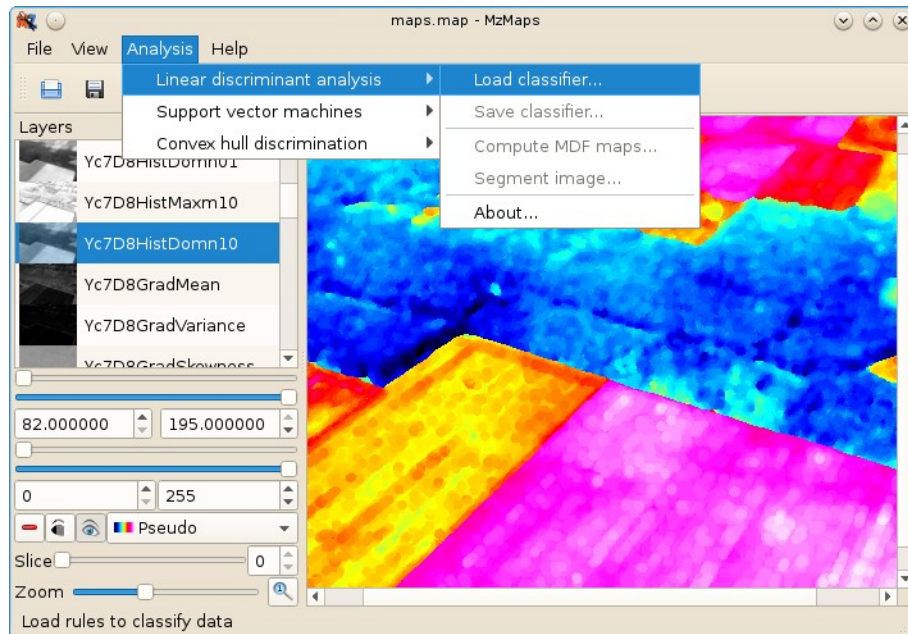 maps.map - MzMaps
File View Analysis Help
Linear discriminant analysis
Support vector machines
Convex hull discrimination
Load classifier...
Save classifier...
Compute MDF maps...
Segment image...
About...
Layers
Yc7D8HistDomn01
Yc7D8HistMaxm10
Yc7D8HistDomn10
Yc7D8GradMean
Yc7D8GradVariance
Yc7D8GradSkewness
82.000000 195.000000
0 255
Pseudo
Slice 0
Zoom
Load rules to classify data